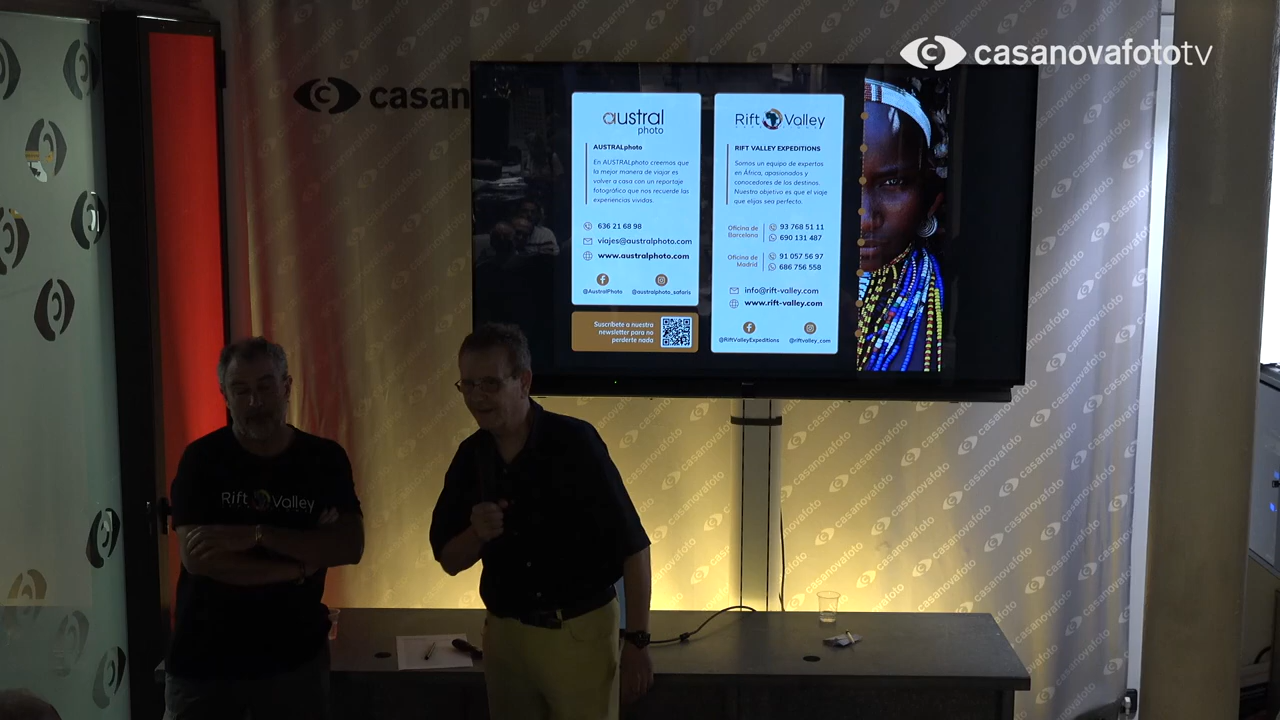 casanovafototv
casan
austral
photo
AUSTRALphoto
En AUSTRALphoto creemos que
la mejor manera de viajar es
volver a casa con un reportaje
fotográfico que nos recuerde las
experiencias vividas.
636 21 68 98
viajes@australphoto.com
www.australphoto.com
@AustralPhoto
@australphoto_safaris
Suscríbete a nuestra
newsletter para no
perderte nada
Rift Valley
RIFT VALLEY EXPEDITIONS
Somos un equipo de expertos
en África, apasionados y
conocedores de los destinos.
Nuestro objetivo es que el viaje
que elijas sea perfecto.
Oficina de
Barcelona
93 768 51 11
690 131 487
Oficina de
Madrid
91 057 56 97
686 756 558
info@rift-valley.com
www.rift-valley.com
@RiftValleyExpeditions
@riftvalley_com
Rift Valley
casanovafoto